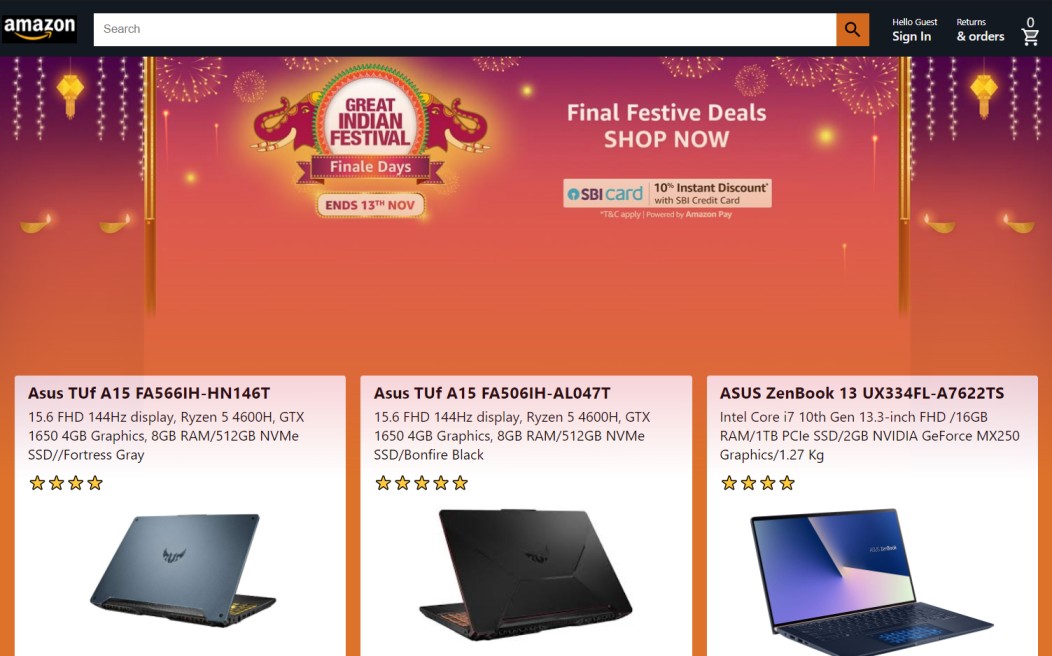 amazon
Search
Hello Guest
Sign In
Returns
& orders
0
GREAT
INDIAN
FESTIVAL
Finale Days
ENDS 13TH NOV
Final Festive Deals
SHOP NOW
SBI card
10% Instant Discount*
with SBI Credit Card
*T&C apply | Powered by Amazon Pay
Asus TUf A15 FA566IH-HN146T
15.6 FHD 144Hz display, Ryzen 5 4600H, GTX
1650 4GB Graphics, 8GB RAM/512GB NVMe
SSD//Fortress Gray
Asus TUf A15 FA506IH-AL047T
15.6 FHD 144Hz display, Ryzen 5 4600H, GTX
1650 4GB Graphics, 8GB RAM/512GB NVMe
SSD/Bonfire Black
ASUS ZenBook 13 UX334FL-A7622TS
Intel Core i7 10th Gen 13.3-inch FHD /16GB
RAM/1TB PCIe SSD/2GB NVIDIA GeForce MX250
Graphics/1.27 Kg
ASUS ZenBook